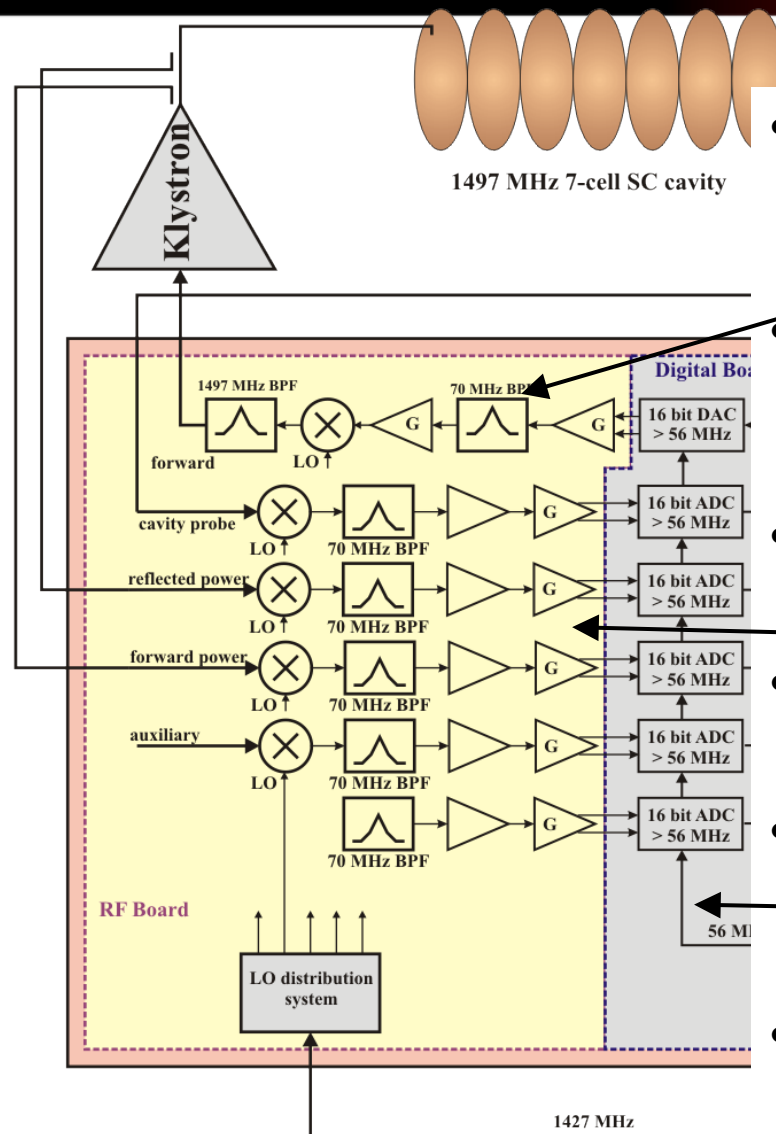 Klystron
1497 MHz 7-cell SC cavity
Digital
1497 MHz BPF
70 MHz BPF
G
G
16 bit DAC
> 56 MHz
forward
LO
cavity probe
LO
70 MHz BPF
G
16 bit ADC
> 56 MHz
reflected power
LO
70 MHz BPF
G
16 bit ADC
> 56 MHz
forward power
LO
70 MHz BPF
G
16 bit ADC
> 56 MHz
auxiliary
LO
70 MHz BPF
G
16 bit ADC
> 56 MHz
70 MHz BPF
G
16 bit ADC
> 56 MHz
RF Board
56
LO distribution
system
1427 MHz